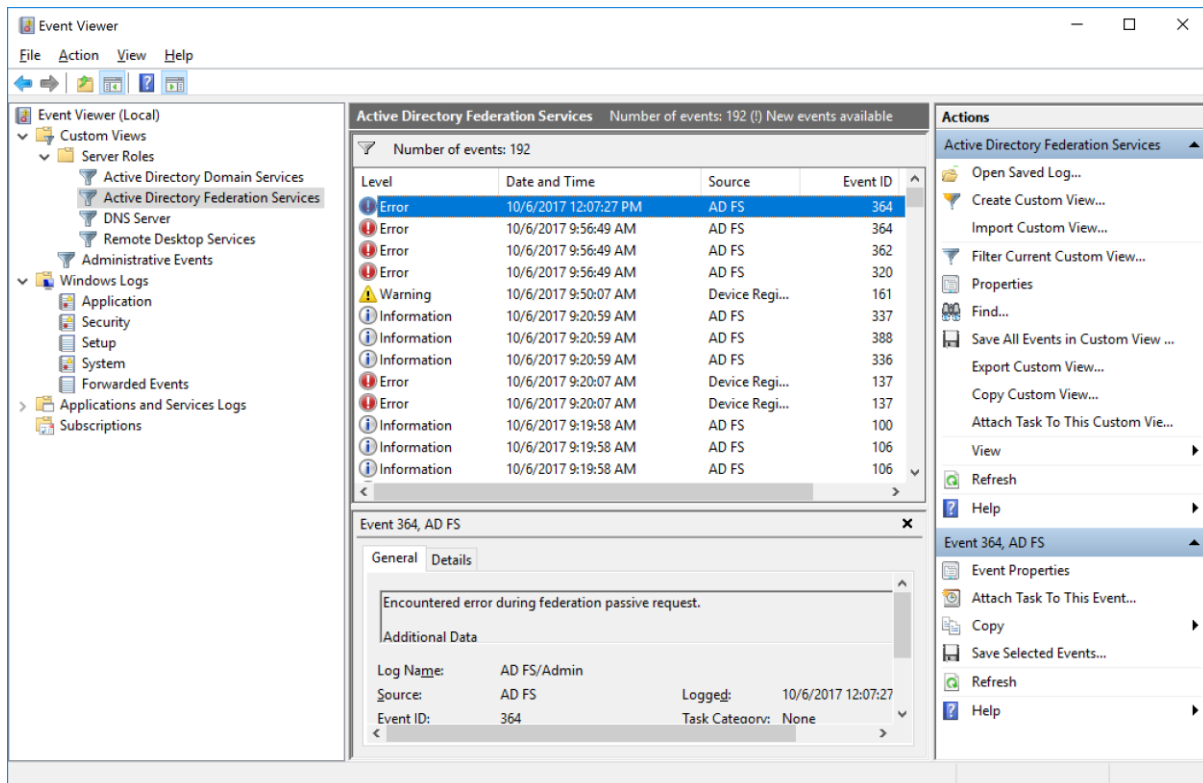 Event Viewer
File Action View Help
Event Viewer (Local)
Custom Views
Server Roles
Active Directory Domain Services
Active Directory Federation Services
DNS Server
Remote Desktop Services
Administrative Events
Windows Logs
Application
Security
Setup
System
Forwarded Events
Applications and Services Logs
Subscriptions
Active Directory Federation Services Number of events: 192 (!) New events available
Number of events: 192
Level Date and Time Source Event ID
Error 10/6/2017 12:07:27 PM AD FS 364
Error 10/6/2017 9:56:49 AM AD FS 364
Error 10/6/2017 9:56:49 AM AD FS 362
Error 10/6/2017 9:56:49 AM AD FS 320
Warning 10/6/2017 9:50:07 AM Device Regi... 161
Information 10/6/2017 9:20:59 AM AD FS 337
Information 10/6/2017 9:20:59 AM AD FS 388
Information 10/6/2017 9:20:59 AM AD FS 336
Error 10/6/2017 9:20:07 AM Device Regi... 137
Error 10/6/2017 9:20:07 AM Device Regi... 137
Information 10/6/2017 9:19:58 AM AD FS 100
Information 10/6/2017 9:19:58 AM AD FS 106
Information 10/6/2017 9:19:58 AM AD FS 106
Event 364, AD FS
General Details
Encountered error during federation passive request.
Additional Data
Log Name: AD FS/Admin
Source: AD FS Logged: 10/6/2017 12:07:27
Event ID: 364 Task Category: None
Actions
Active Directory Federation Services
Open Saved Log...
Create Custom View...
Import Custom View...
Filter Current Custom View...
Properties
Find...
Save All Events in Custom View ...
Export Custom View...
Copy Custom View...
Attach Task To This Custom Vie...
View
Refresh
Help
Event 364, AD FS
Event Properties
Attach Task To This Event...
Copy
Save Selected Events...
Refresh
Help